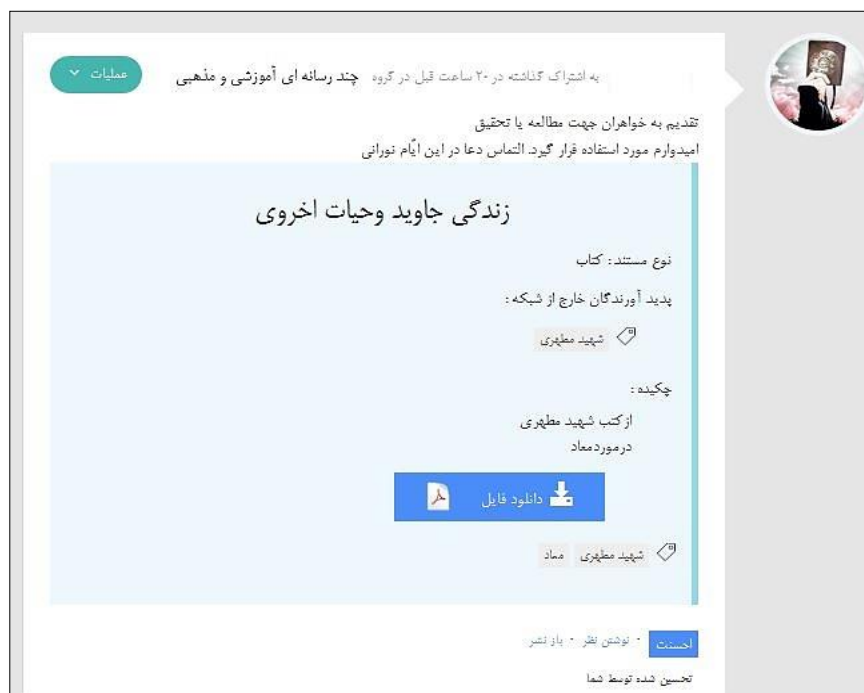 به اشتراک گذاشته در ۲۰ ساعت قبل در گروه چند رسانه ای آموزشی و مذهبی
عملیات
تقدیم به خواهران جهت مطالعه یا تحقیق
امیدوارم مورد استفاده قرار گیرد. التماس دعا در این ایّام نورانی
زندگی جاوید وحیات اخروی
نوع مستند : کتاب
پدید آورندگان خارج از شبکه :
شهید مطهری
چکیده :
ازکتب شهید مطهری
درموردمعاد
دانلود فایل
شهید مطهری معاد
احسنت · نوشتن نظر · باز نشر
تحسین شده توسط شما